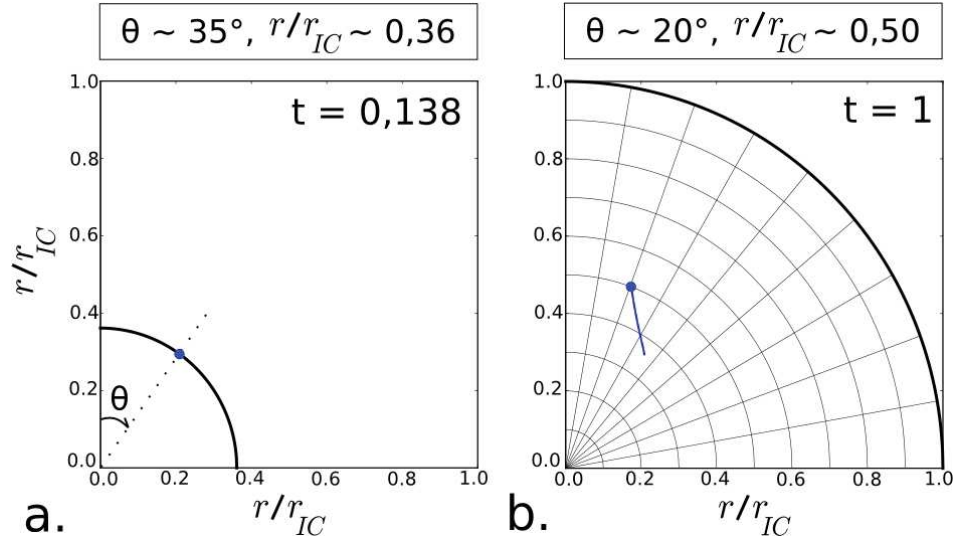 θ ~ 35°, r/r_IC ~ 0,36
θ ~ 20°, r/r_IC ~ 0,50
t = 0,138
1.0
0.8
0.6
0.4
0.2
0.0
r/r_IC
θ
0.0 0.2 0.4 0.6 0.8 1.0
r/r_IC
a.
t = 1
1.0
0.8
0.6
0.4
0.2
0.0
0.0 0.2 0.4 0.6 0.8 1.0
r/r_IC
b.